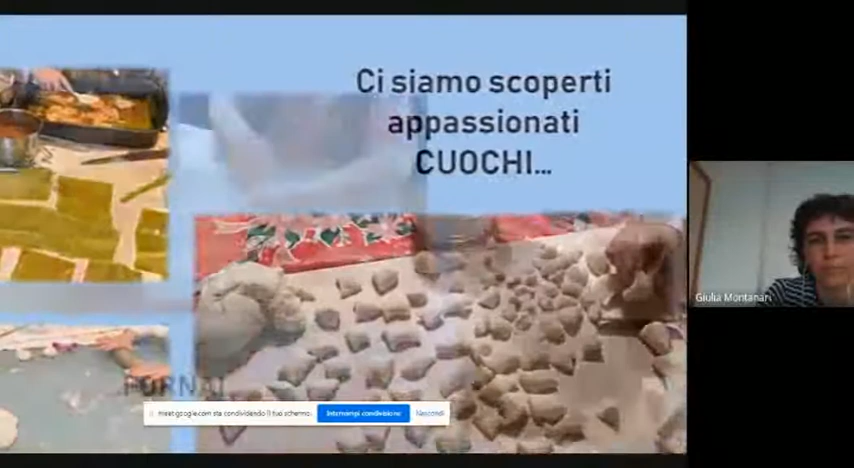 Ci siamo scoperti
appassionati
CUOCHI...
Giulia Montanari
FORNAI
meet.google.com sta condividendo il tuo schermo.
Interrompi condivisione
Nascondi